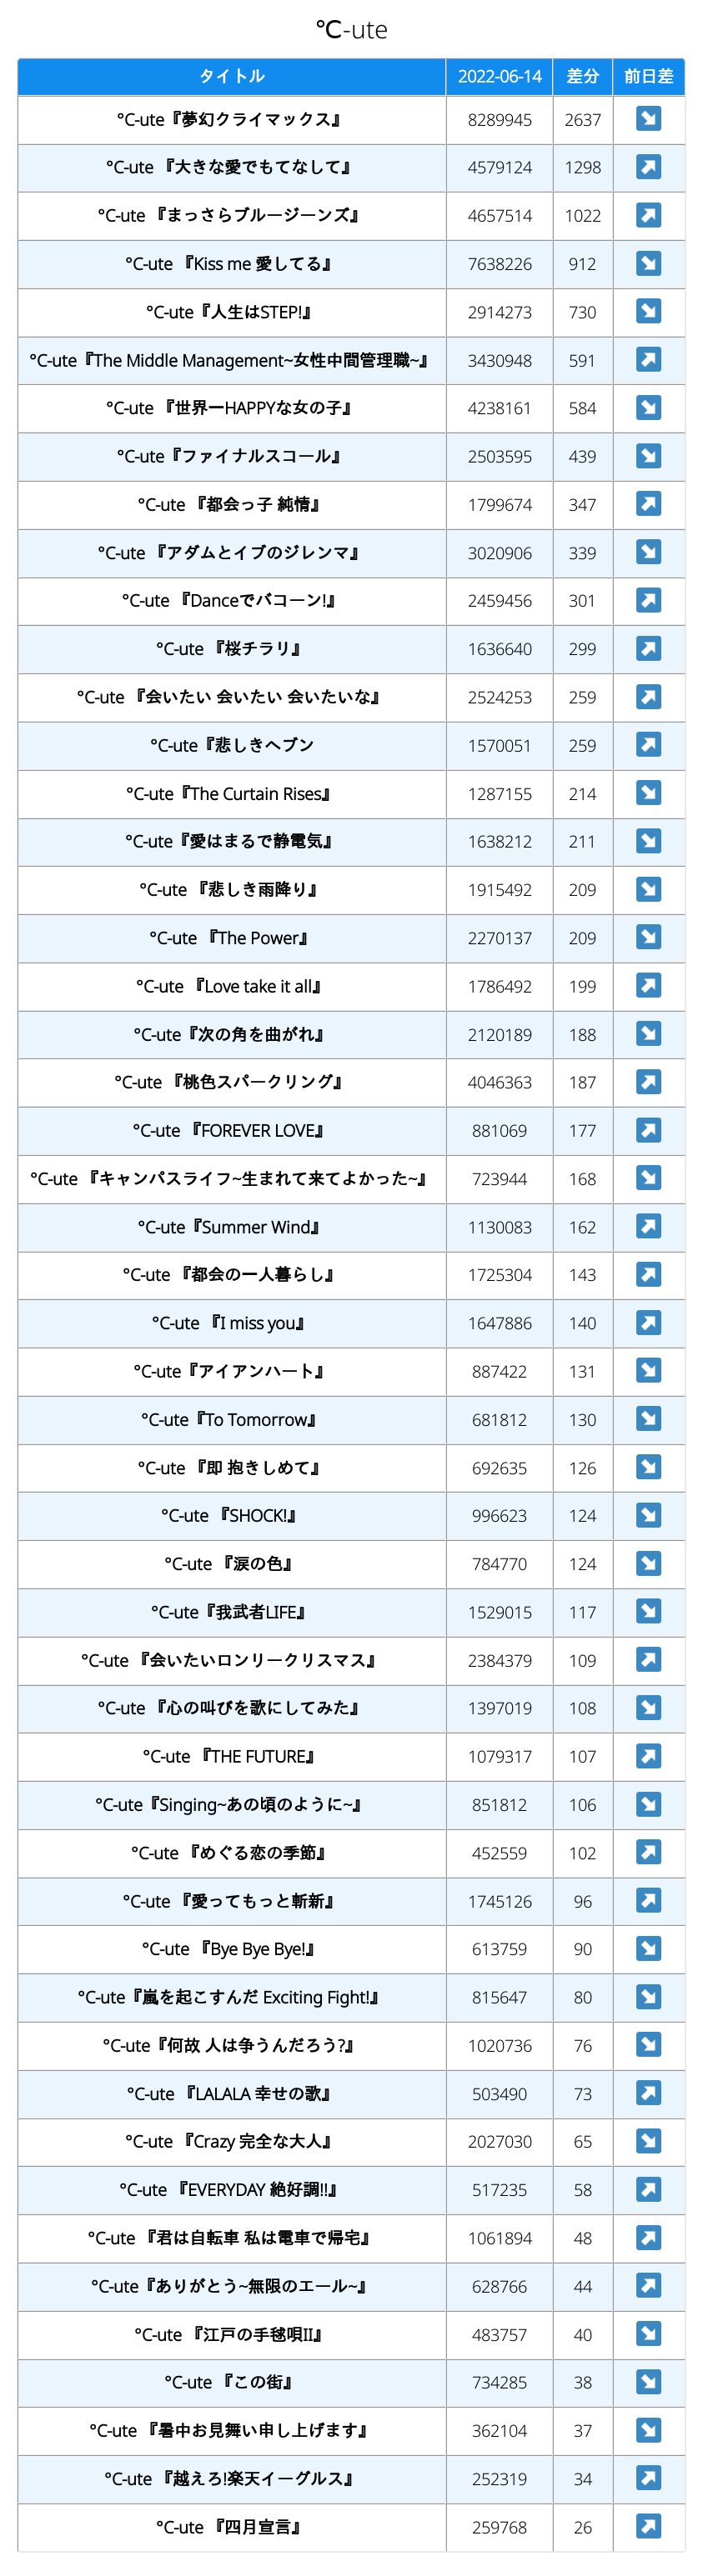 ℃-ute
タイトル 2022-06-14 差分 前日差
°C-ute『夢幻クライマックス』 8289945 2637 ↘
°C-ute 『大きな愛でもてなして』 4579124 1298 ↗
°C-ute 『まっさらブルージーンズ』 4657514 1022 ↗
°C-ute 『Kiss me 愛してる』 7638226 912 ↘
°C-ute『人生はSTEP!』 2914273 730 ↘
°C-ute『The Middle Management~女性中間管理職~』 3430948 591 ↗
°C-ute 『世界一HAPPYな女の子』 4238161 584 ↘
°C-ute『ファイナルスコール』 2503595 439 ↘
°C-ute 『都会っ子 純情』 1799674 347 ↗
°C-ute 『アダムとイブのジレンマ』 3020906 339 ↘
°C-ute 『Danceでバコーン!』 2459456 301 ↗
°C-ute 『桜チラリ』 1636640 299 ↗
°C-ute 『会いたい 会いたい 会いたいな』 2524253 259 ↗
°C-ute『悲しきヘブン 1570051 259 ↗
°C-ute『The Curtain Rises』 1287155 214 ↘
°C-ute『愛はまるで静電気』 1638212 211 ↘
°C-ute 『悲しき雨降り』 1915492 209 ↘
°C-ute 『The Power』 2270137 209 ↘
°C-ute 『Love take it all』 1786492 199 ↗
°C-ute『次の角を曲がれ』 2120189 188 ↘
°C-ute 『桃色スパークリング』 4046363 187 ↗
°C-ute 『FOREVER LOVE』 881069 177 ↗
°C-ute 『キャンパスライフ~生まれて来てよかった~』 723944 168 ↘
°C-ute『Summer Wind』 1130083 162 ↗
°C-ute 『都会の一人暮らし』 1725304 143 ↗
°C-ute 『I miss you』 1647886 140 ↗
°C-ute『アイアンハート』 887422 131 ↘
°C-ute『To Tomorrow』 681812 130 ↘
°C-ute 『即 抱きしめて』 692635 126 ↘
°C-ute 『SHOCK!』 996623 124 ↘
°C-ute 『涙の色』 784770 124 ↘
°C-ute『我武者LIFE』 1529015 117 ↘
°C-ute 『会いたいロンリークリスマス』 2384379 109 ↗
°C-ute 『心の叫びを歌にしてみた』 1397019 108 ↘
°C-ute 『THE FUTURE』 1079317 107 ↗
°C-ute『Singing~あの頃のように~』 851812 106 ↘
°C-ute 『めぐる恋の季節』 452559 102 ↗
°C-ute 『愛ってもっと斬新』 1745126 96 ↗
°C-ute 『Bye Bye Bye!』 613759 90 ↘
°C-ute『嵐を起こすんだ Exciting Fight!』 815647 80 ↘
°C-ute『何故 人は争うんだろう?』 1020736 76 ↘
°C-ute 『LALALA 幸せの歌』 503490 73 ↗
°C-ute 『Crazy 完全な大人』 2027030 65 ↘
°C-ute 『EVERYDAY 絶好調!!』 517235 58 ↗
°C-ute 『君は自転車 私は電車で帰宅』 1061894 48 ↗
°C-ute『ありがとう~無限のエール~』 628766 44 ↗
°C-ute 『江戸の手毬唄II』 483757 40 ↘
°C-ute 『この街』 734285 38 ↘
°C-ute 『暑中お見舞い申し上げます』 362104 37 ↘
°C-ute 『越えろ!楽天イーグルス』 252319 34 ↗
°C-ute 『四月宣言』 259768 26 ↗